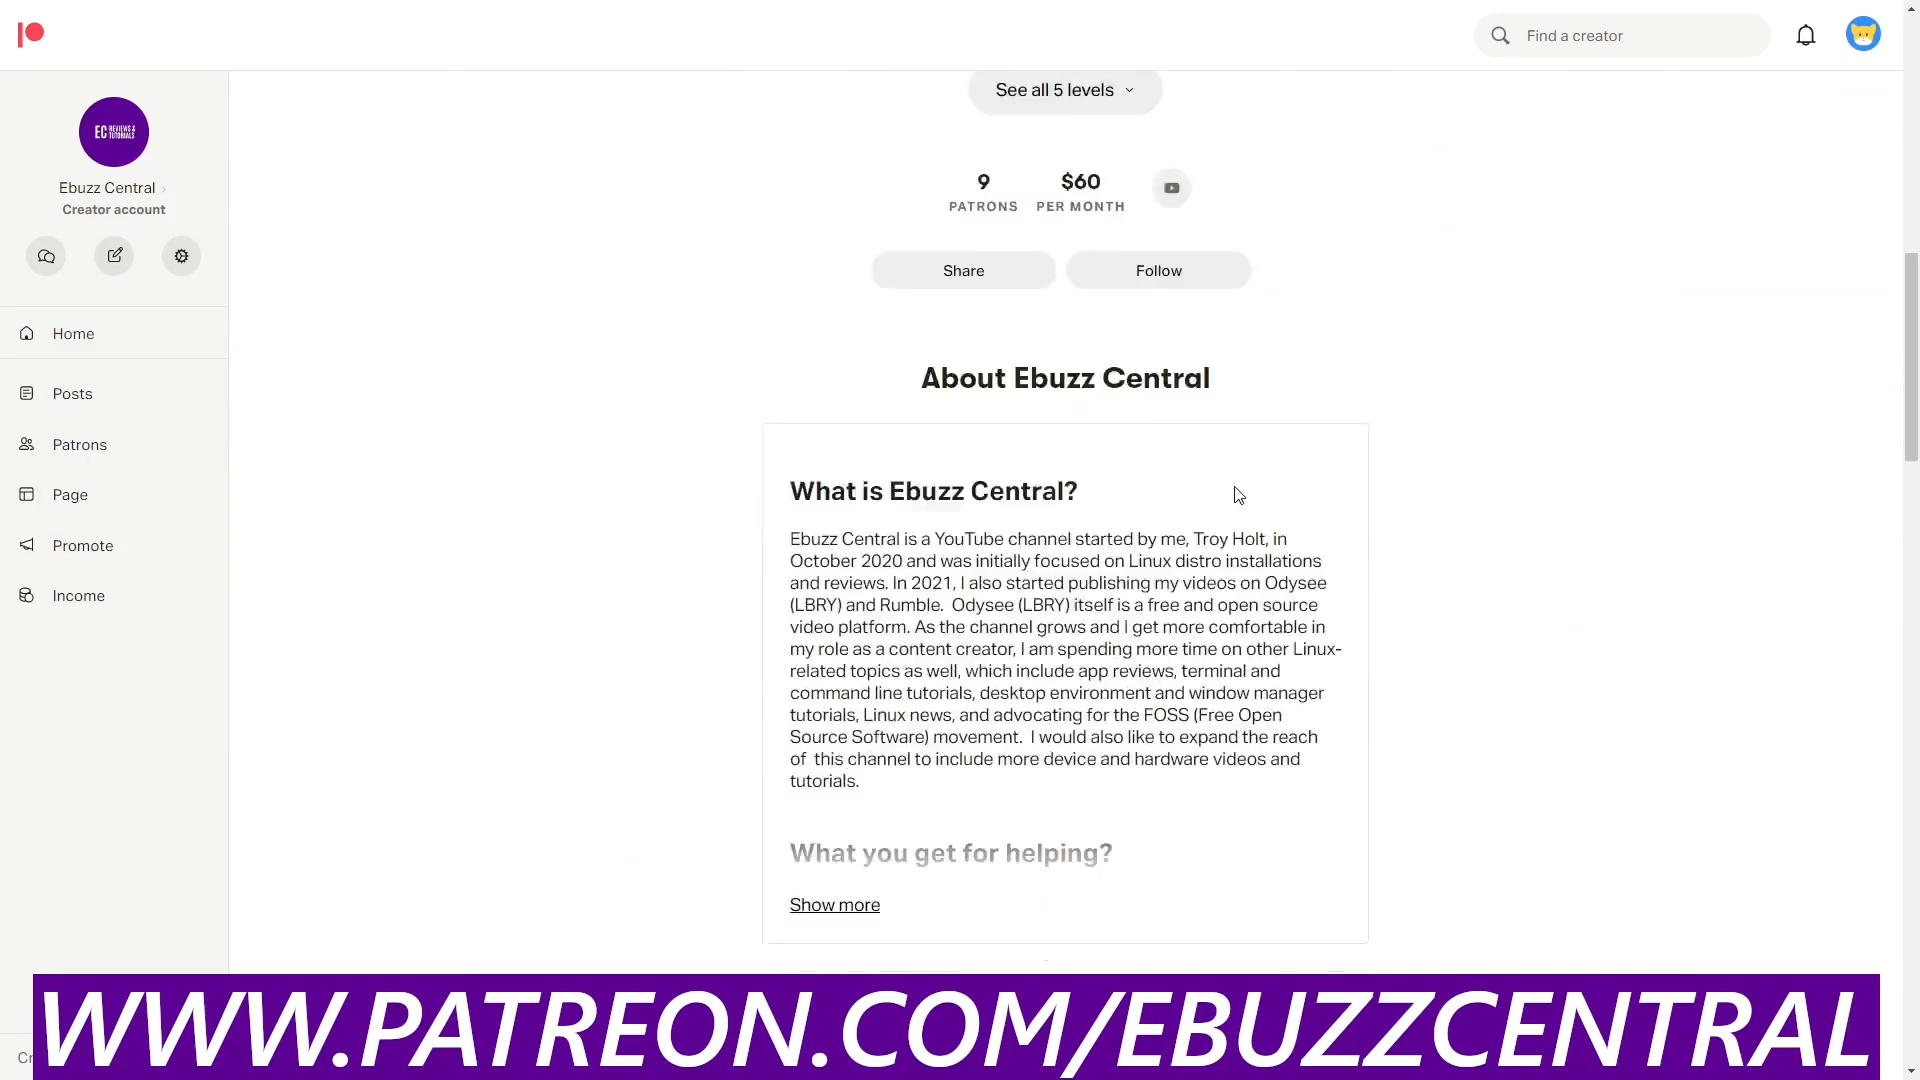 Find a creator
EC REVIEWS &
TUTORIALS
Ebuzz Central
Creator account
Home
Posts
Patrons
Page
Promote
Income
See all 5 levels
9
PATRONS
$60
PER MONTH
Share
Follow
About Ebuzz Central
What is Ebuzz Central?
Ebuzz Central is a YouTube channel started by me, Troy Holt, in
October 2020 and was initially focused on Linux distro installations
and reviews. In 2021, I also started publishing my videos on Odysee
(LBRY) and Rumble.  Odysee (LBRY) itself is a free and open source
video platform. As the channel grows and I get more comfortable in
my role as a content creator, I am spending more time on other Linux-
related topics as well, which include app reviews, terminal and
command line tutorials, desktop environment and window manager
tutorials, Linux news, and advocating for the FOSS (Free Open
Source Software) movement.  I would also like to expand the reach
of  this channel to include more device and hardware videos and
tutorials.
What you get for helping?
Show more
WWW.PATREON.COM/EBUZZCENTRAL